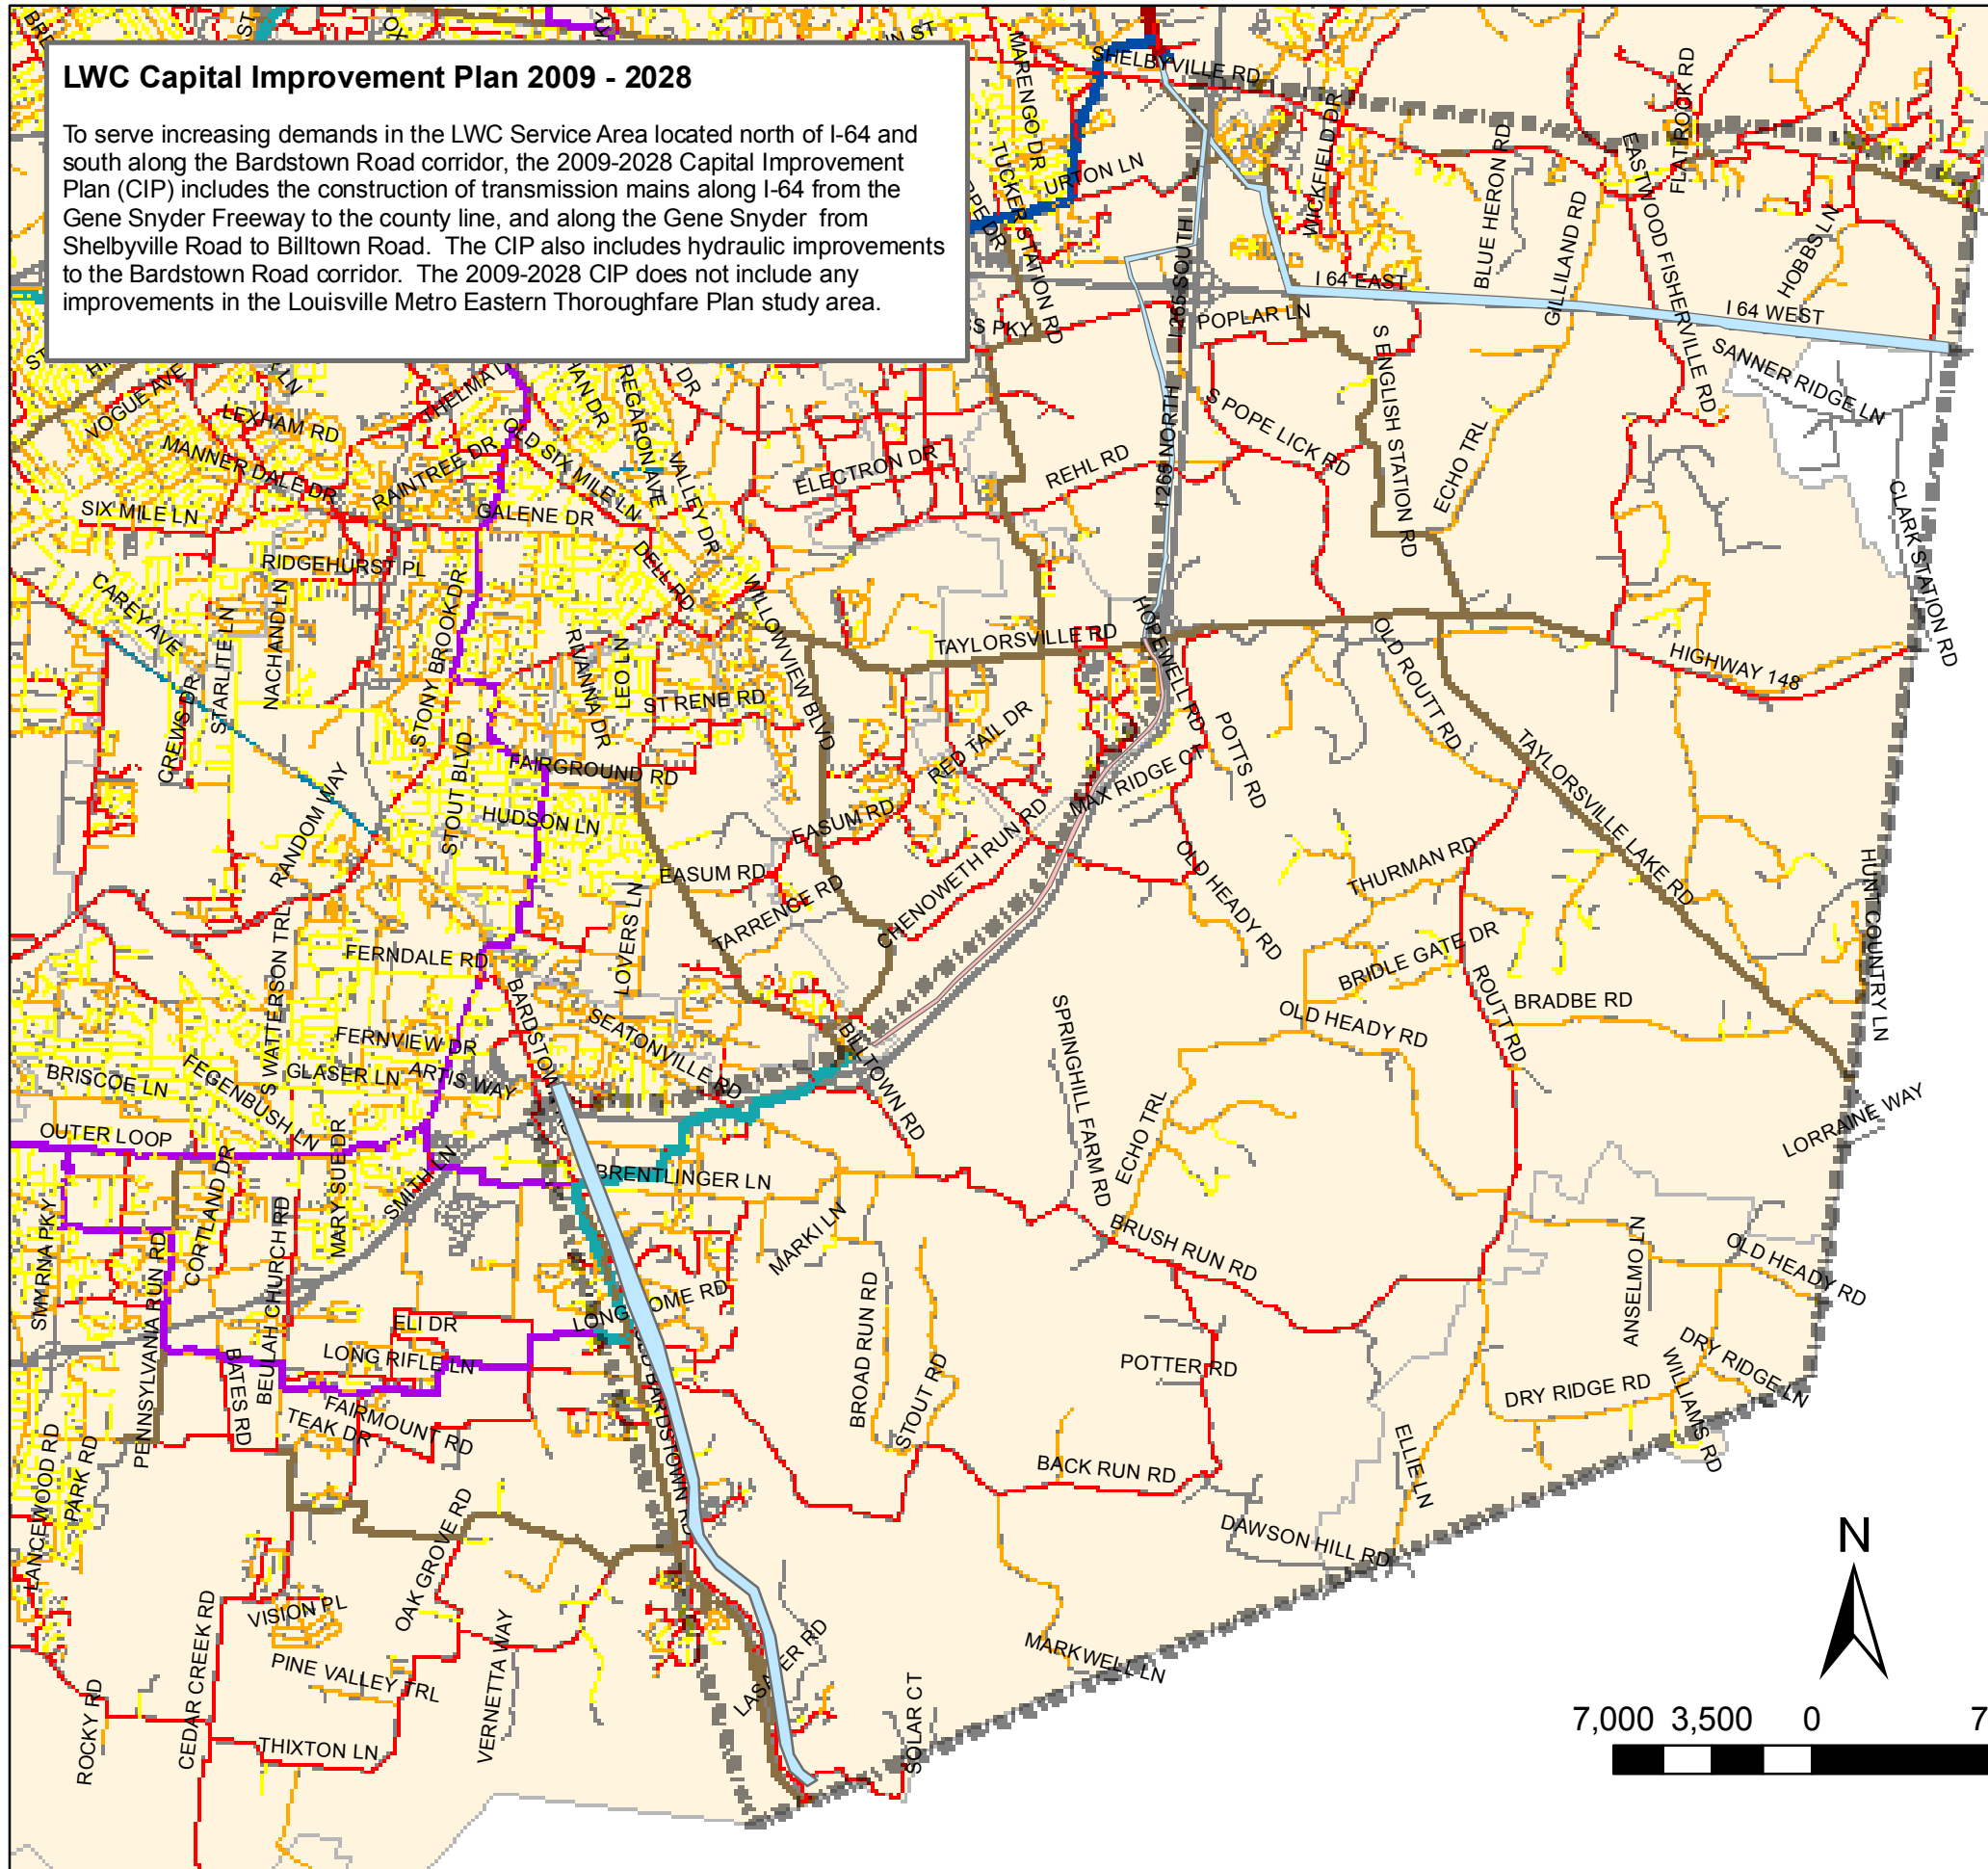 LWC Capital Improvement Plan 2009 - 2028
To serve increasing demands in the LWC Service Area located north of I-64 and
south along the Bardstown Road corridor, the 2009-2028 Capital Improvement
Plan (CIP) includes the construction of transmission mains along I-64 from the
Gene Snyder Freeway to the county line, and along the Gene Snyder from
Shelbyville Road to Billtown Road. The CIP also includes hydraulic improvements
to the Bardstown Road corridor. The 2009-2028 CIP does not include any
improvements in the Louisville Metro Eastern Thoroughfare Plan study area.
SHELBYVILLE RD
MARENGO DR
FLATROCK RD
WICKFIELD DR
BLUE HERON RD
URTON LN
TUCKER STATION RD
EASTWOOD FISHERVILLE RD
GILLILAND RD
HOBBS LN
I 265 SOUTH
I 64 EAST
I 64 WEST
POPLAR LN
S ENGLISH STATION RD
SANNER RIDGE LN
VOGUE AVE
LEXHAM RD
MANNER DALE DR
RAINTREE DR
OLD SIX MILE LN
REGARON AVE
VALLEY DR
ELECTRON DR
REHL RD
I 265 NORTH
S POPE LICK RD
ECHO TRL
CLARK STATION RD
SIX MILE LN
GALENE DR
RIDGEHURST PL
DELL RD
CAREY AVE
STARLITE LN
NACHAND LN
STONY BROOK DR
RIVANNA DR
LEOLN
WILLOWVIEW BLVD
TAYLORSVILLE RD
HOPEWELL RD
OLD ROUTT RD
HIGHWAY 148
CREWS DR
ST RENE RD
RED TAIL DR
POTTS RD
STOUT BLVD
FAIRGROUND RD
MAX RIDGE CT
TAYLORSVILLE LAKE RD
RANDOM WAY
HUDSON LN
EASUM RD
CHENOWETH RUN RD
EASUM RD
TARRENCE RD
OLD HEADY RD
THURMAN RD
HUNT COUNTRY LN
S WATTERSON TRL
FERNDALE RD
LOVERS LN
BRIDLE GATE DR
BRADBE RD
OLD HEADY RD
ROUTT RD
SPRINGHILL FARM RD
FERNVIEW DR
SEATONVILLE RD
BILLTOWN RD
BRISCOE LN
FEGENBUSH LN
GLASER LN
ARTIS WAY
ECHO TRL
LORRAINE WAY
OUTER LOOP
MARY SUE DR
SMITH LN
BRENTLINGER LN
CORTLAND DR
SMYRNA PKY
PENNSYLVANIA RUN RD
BEULAH CHURCH RD
MARKI LN
BRUSH RUN RD
ANSELMO LN
OLD HEADY RD
ELI DR
LONG RIFLE LN
BROAD RUN RD
STOUT RD
POTTER RD
DRY RIDGE LN
BATES RD
DRY RIDGE RD
WILLIAMS RD
FAIRMOUNT RD
TEAK DR
LANCEWOOD RD
PARK RD
BACK RUN RD
ELLIE LN
DAWSON HILL RD
OAK GROVE RD
VISION PL
CEDAR CREEK RD
VERNETTA WAY
PINE VALLEY TRL
MARKWELL LN
ROCKY RD
THIXTON LN
SOLAR CT
N
7,000 3,500 0